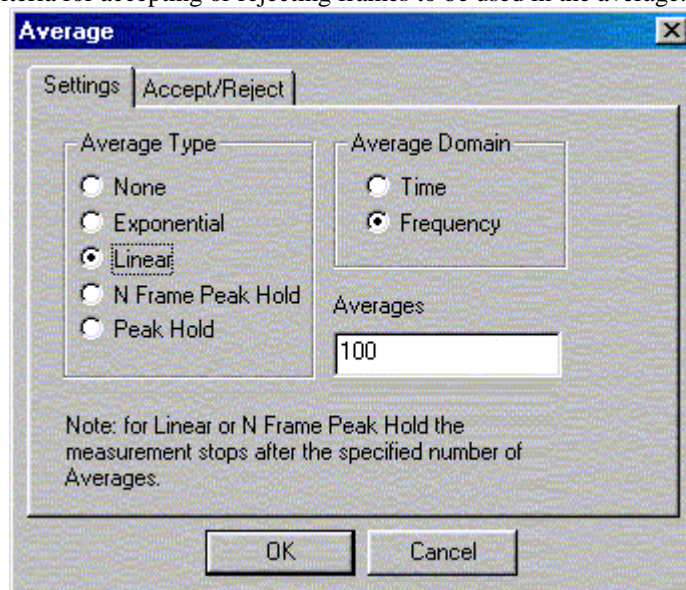 criteria for accepting or rejecting frames to be used in the average.
Average
Settings
Accept/Reject
Average Type
None
Exponential
Linear
N Frame Peak Hold
Peak Hold
Average Domain
Time
Frequency
Averages
100
Note: for Linear or N Frame Peak Hold the
measurement stops after the specified number of
Averages.
OK
Cancel